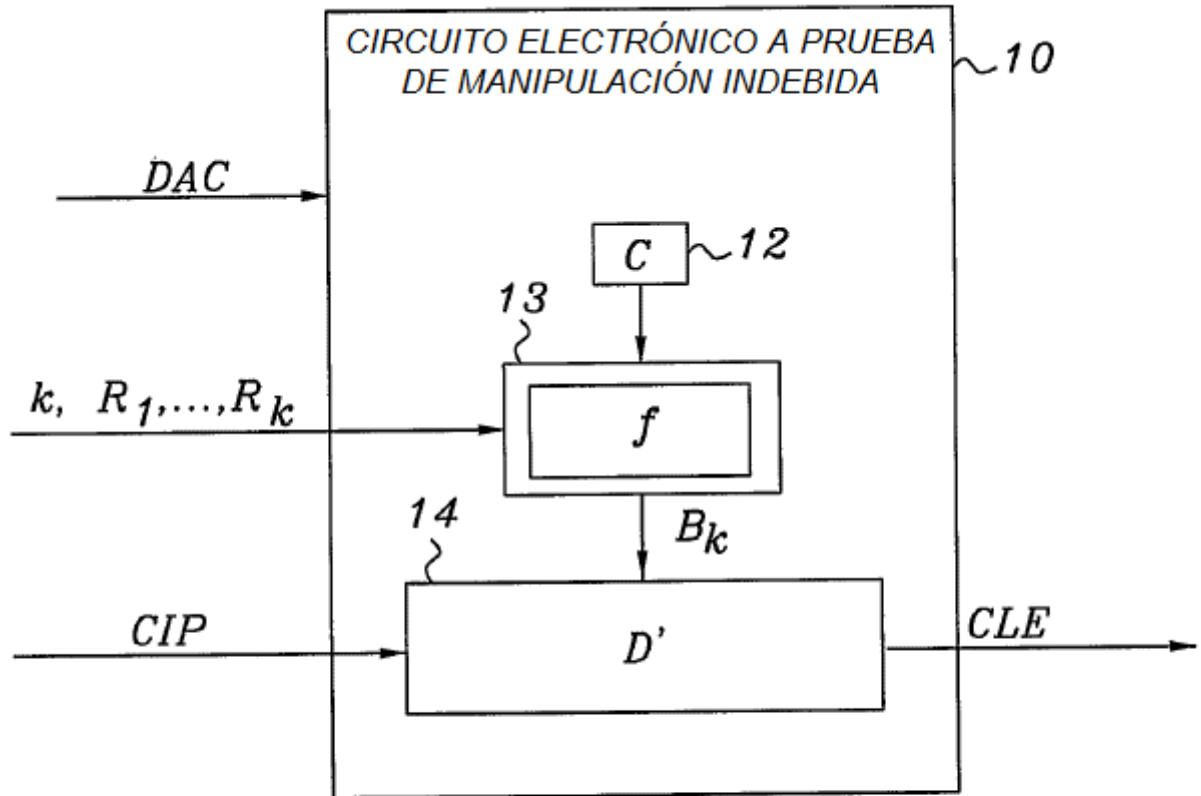 CIRCUITO ELECTRÓNICO A PRUEBA
DE MANIPULACIÓN INDEBIDA
10
DAC
C
12
13
k, R1,...,Rk
f
14
Bk
CIP
D'
CLE